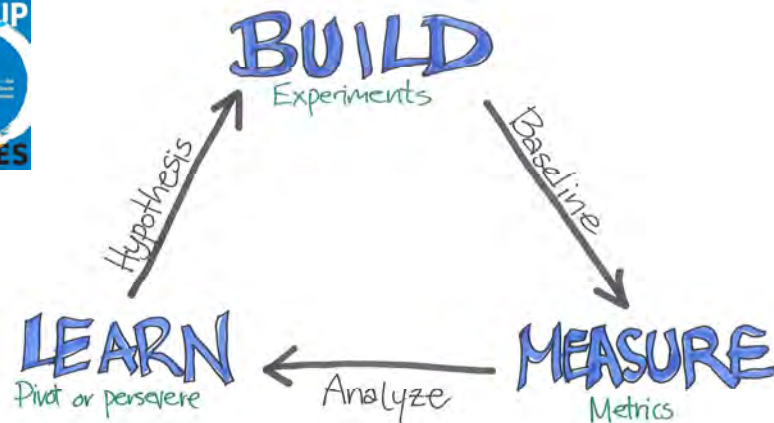 UP
ES
BUILD
Experiments
Hypothesis
Baseline
LEARN
Pivot or persevere
Analyze
MEASURE
Metrics